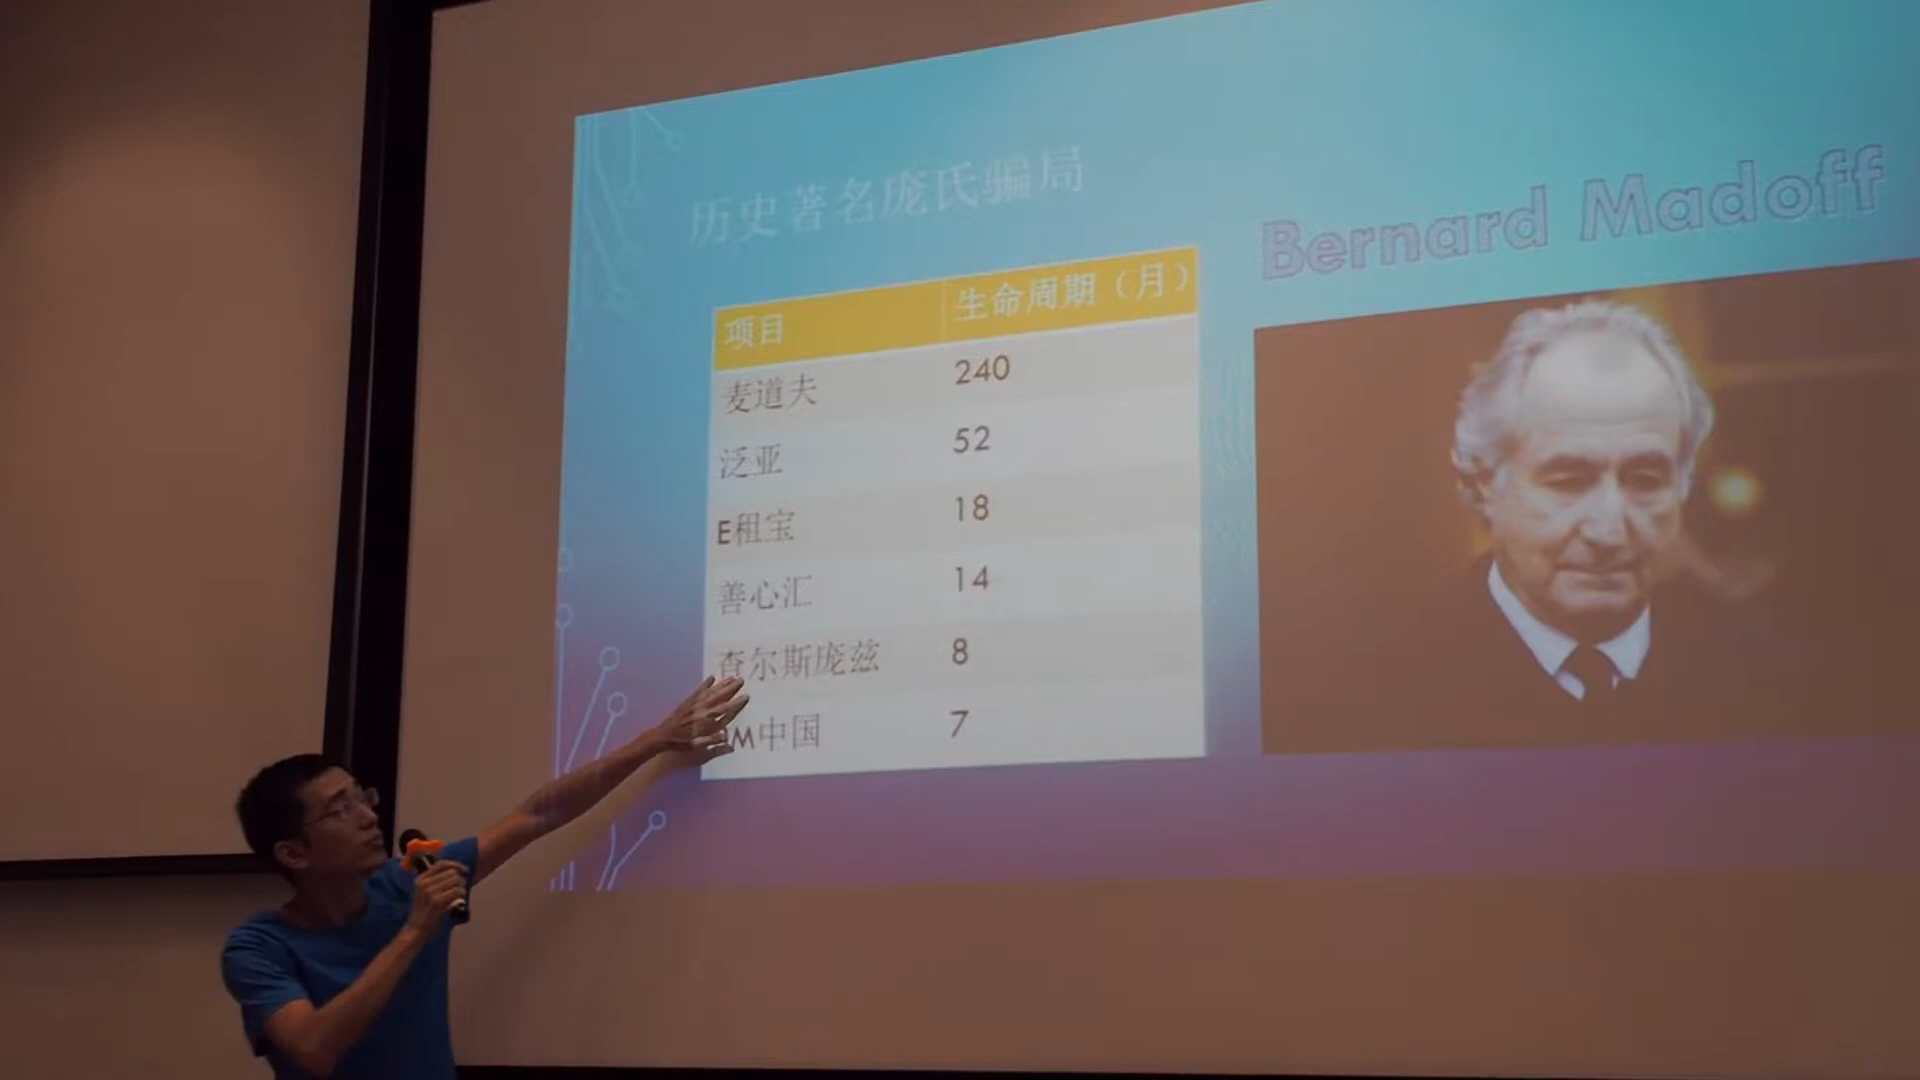 历史著名庞氏骗局
Bernard Madoff
项目 生命周期（月）
麦道夫 240
泛亚 52
E租宝 18
善心汇 14
查尔斯庞兹 8
M中国 7